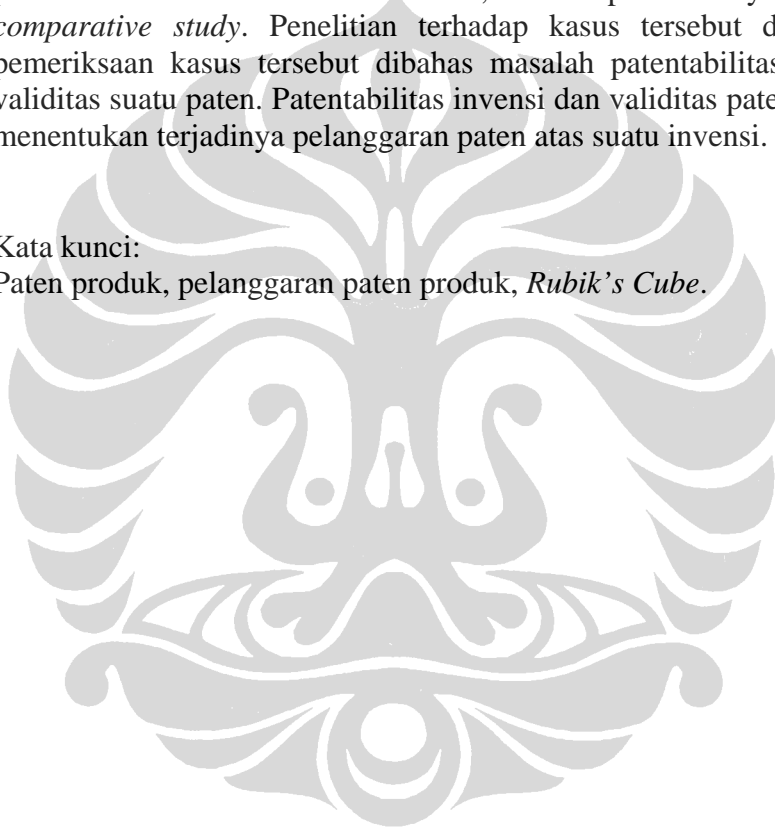 comparative study. Penelitian terhadap kasus tersebut
pemeriksaan kasus tersebut dibahas masalah patentabilitas
validitas suatu paten. Patentabilitas invensi dan validitas
menentukan terjadinya pelanggaran paten atas suatu invensi.
Kata kunci:
Paten produk, pelanggaran paten produk, Rubik's Cube.